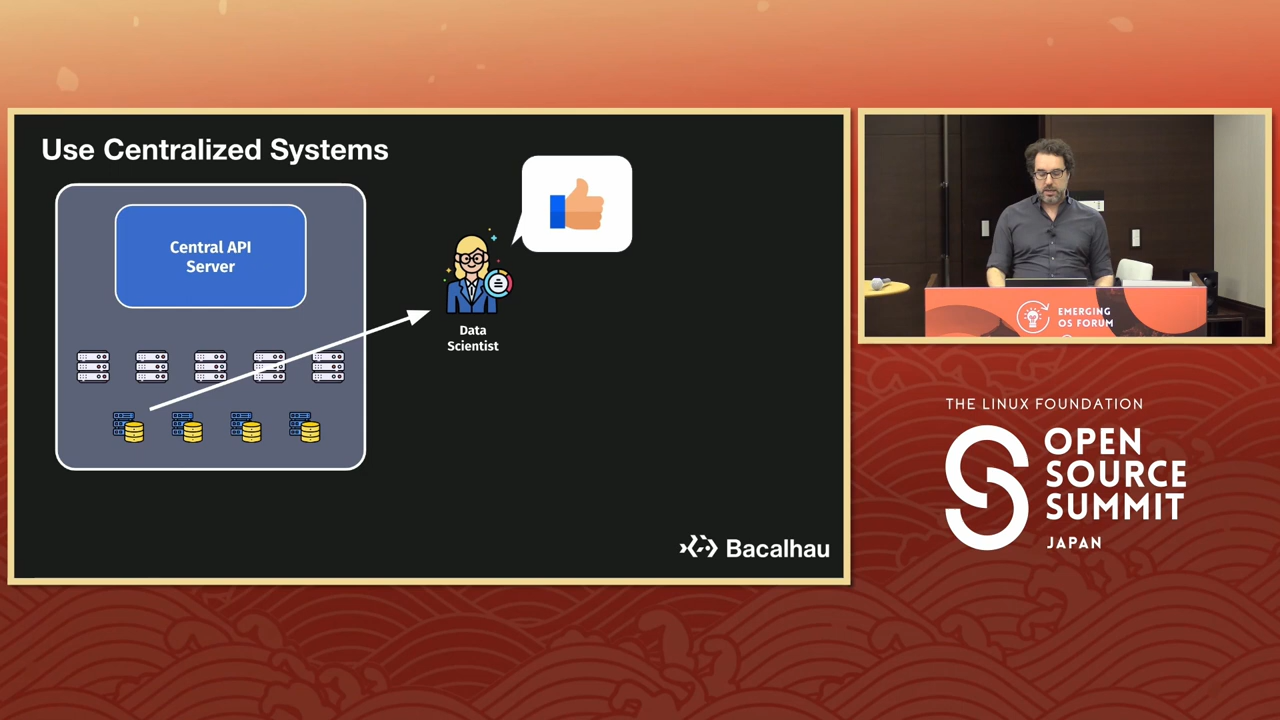 Use Centralized Systems
Central API
Server
Data
Scientist
Bacalhau
EMERGING
OS FORUM
THE LINUX FOUNDATION
OPEN
SOURCE
SUMMIT
JAPAN